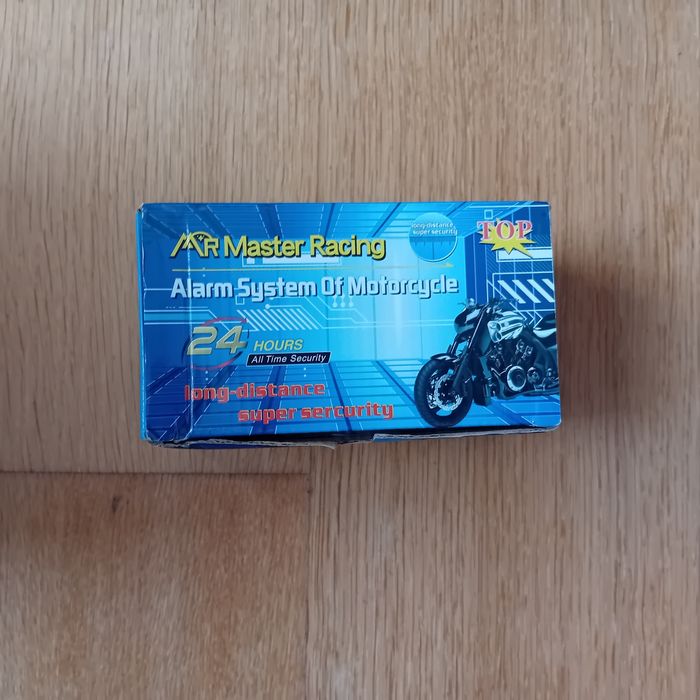 MR Master Racing
long-distance
super security
TOP
Alarm System Of Motorcycle
24 HOURS
All Time Security
long-distance
super sercurity